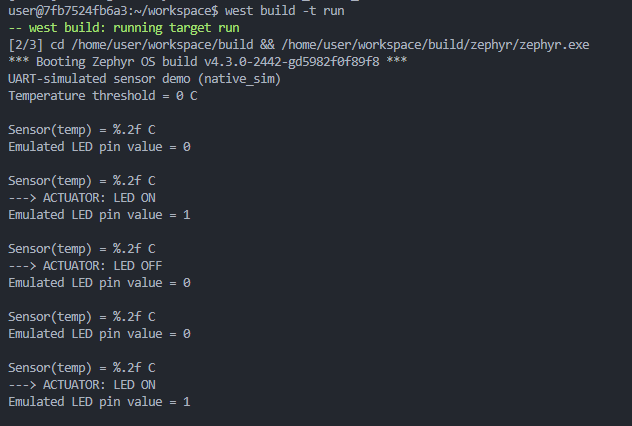 user@7fb7524fb6a3:~/workspace$ west build -t run
-- west build: running target run
[2/3] cd /home/user/workspace/build && /home/user/workspace/build/zephyr/zephyr.exe
*** Booting Zephyr OS build v4.3.0-2442-gd5982f0f89f8 ***
UART-simulated sensor demo (native_sim)
Temperature threshold = 0 C
Sensor(temp) = %.2f C
Emulated LED pin value = 0
Sensor(temp) = %.2f C
---> ACTUATOR: LED ON
Emulated LED pin value = 1
Sensor(temp) = %.2f C
---> ACTUATOR: LED OFF
Emulated LED pin value = 0
Sensor(temp) = %.2f C
Emulated LED pin value = 0
Sensor(temp) = %.2f C
---> ACTUATOR: LED ON
Emulated LED pin value = 1